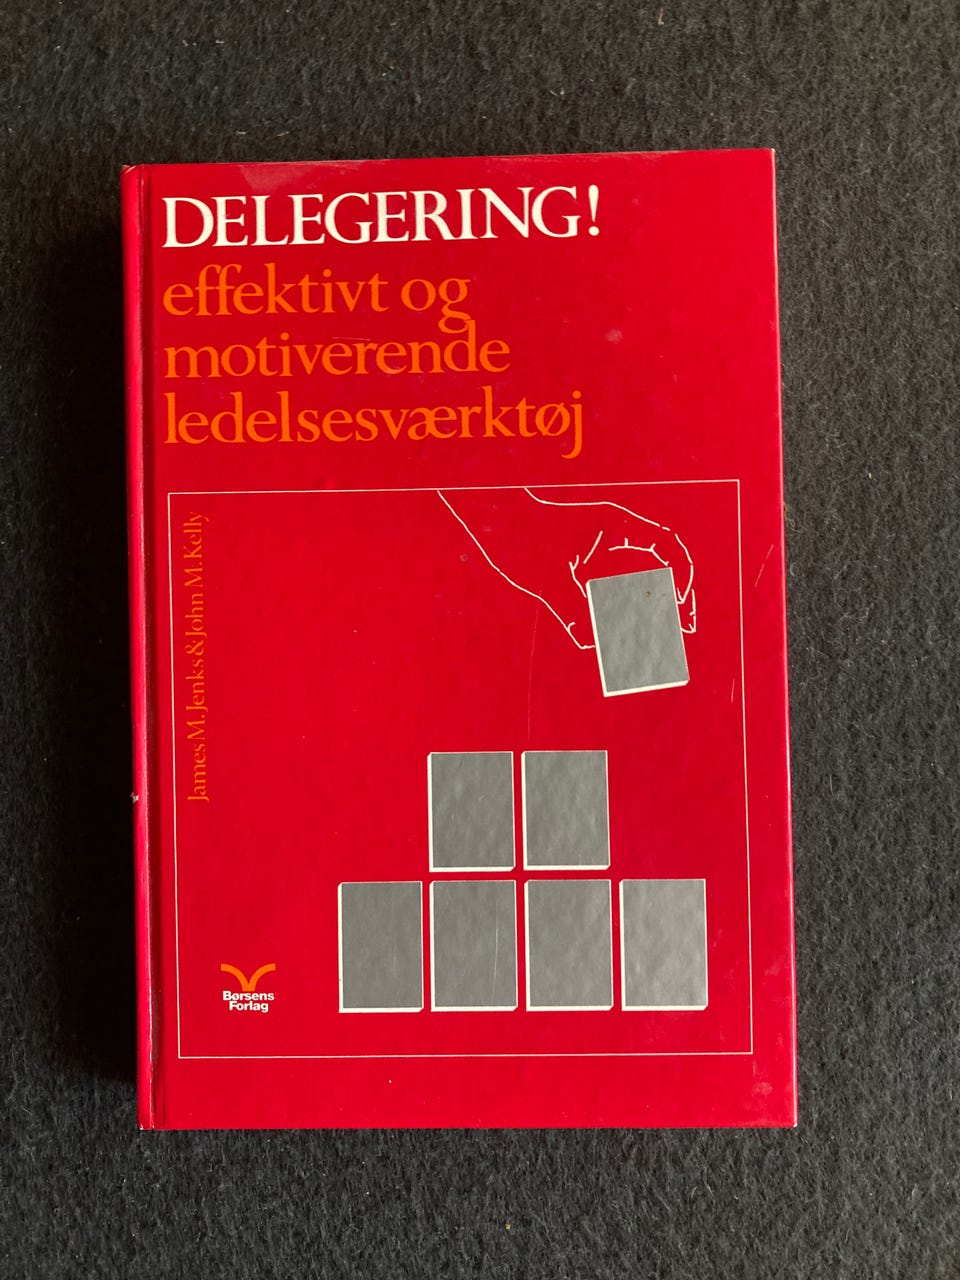 DELEGERING!
effektivt og
motiverende
ledelsesværktøj
James M. Jenks & John M. Kelly
Børsens
Forlag